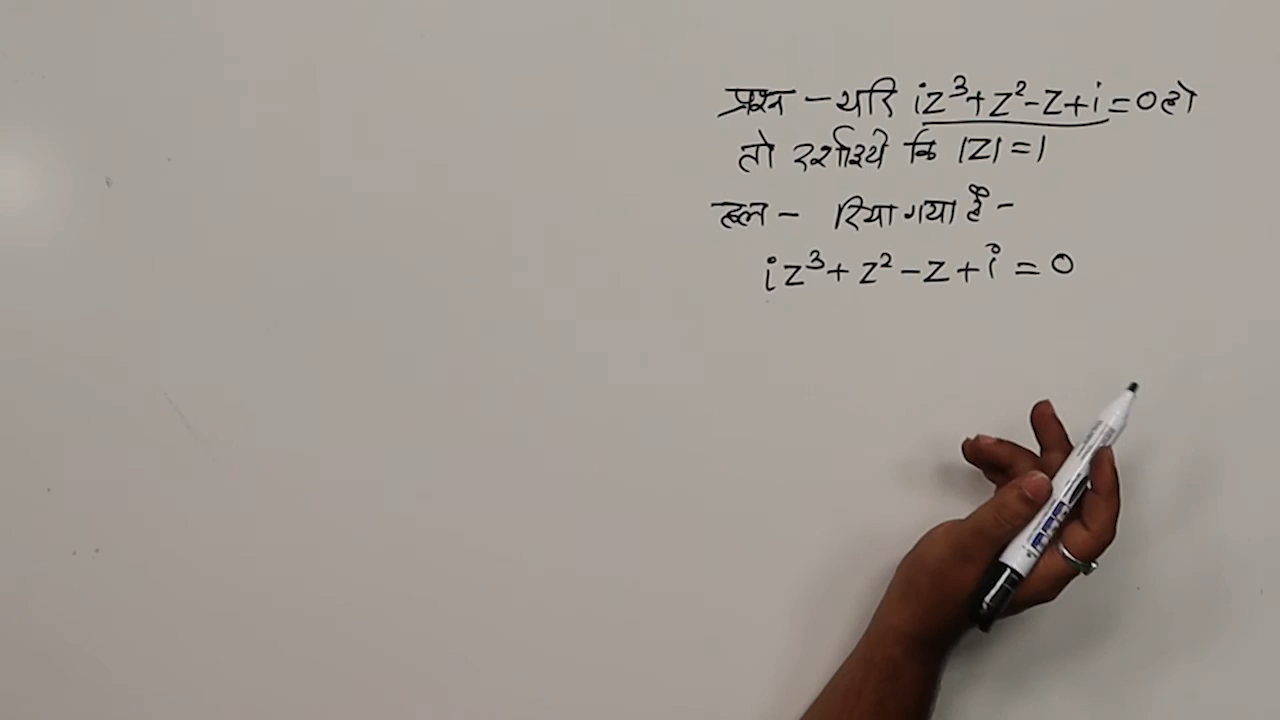 प्रश्न - यदि iz³+z²-z+i=0 हो
तो दर्शाइये कि |z|=1
हल - दिया गया है -
iz³+z²-z+i=0